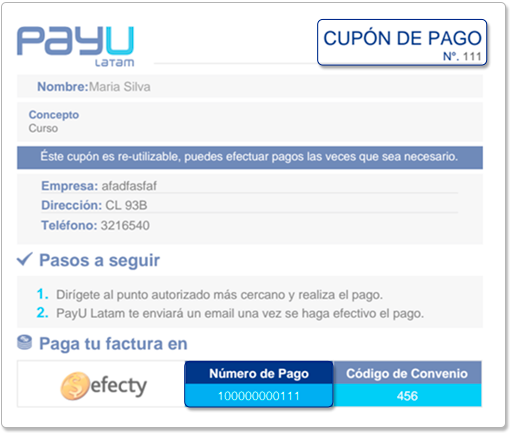 PayU
LATAM
CUPÓN DE PAGO
Nº. 111
Nombre:Maria Silva
Concepto
Curso
Éste cupón es re-utilizable, puedes efectuar pagos las veces que sea necesario.
Empresa: afadfasfaf
Dirección: CL 93B
Teléfono: 3216540
Pasos a seguir
1. Dirígete al punto autorizado más cercano y realiza el pago.
2. PayU Latam te enviará un email una vez se haga efectivo el pago.
Paga tu factura en
efecty
Número de Pago
Código de Convenio
100000000111
456